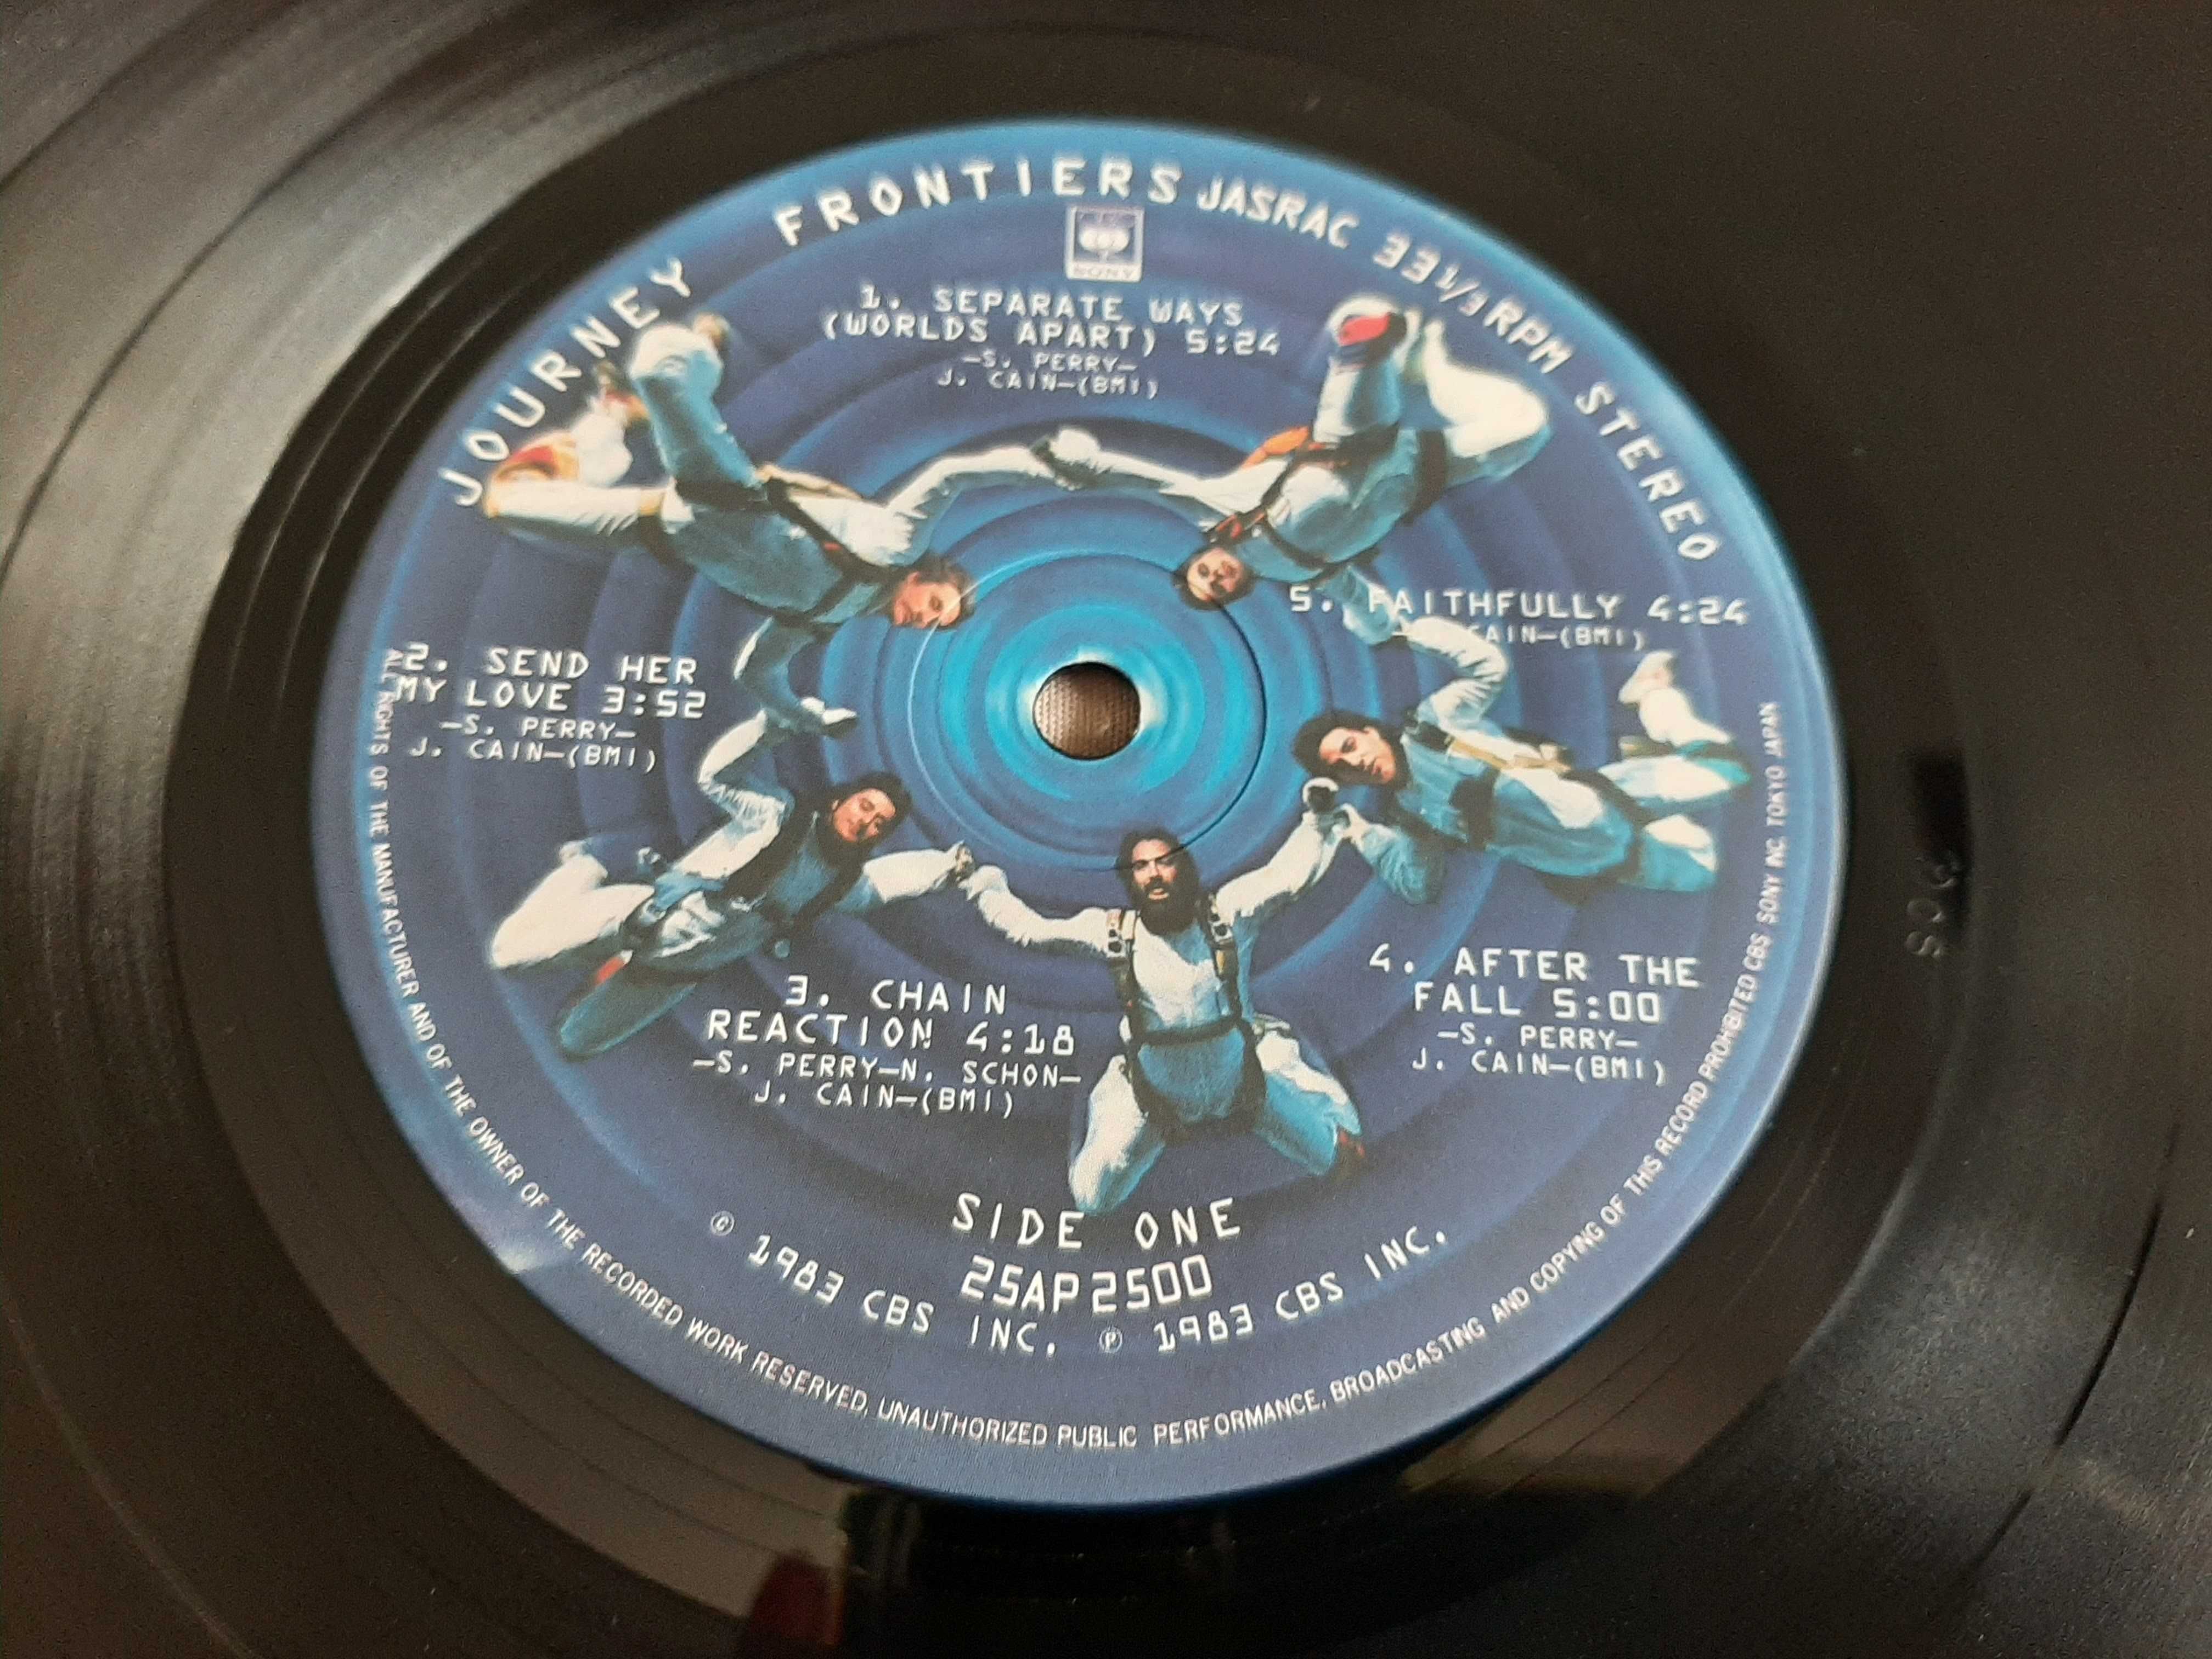 JOURNEY FRONTIERS JASRAC 33 1/3 RPM STEREO
SONY
1. SEPARATE WAYS
(WORLDS APART) 5:24
—S. PERRY—
J. CAIN—(BMI)
2. SEND HER
MY LOVE 3:52
—S. PERRY—
J. CAIN—(BMI)
3. CHAIN
REACTION 4:18
—S. PERRY—N. SCHON—
J. CAIN—(BMI)
4. AFTER THE
FALL 5:00
—S. PERRY—
J. CAIN—(BMI)
5. FAITHFULLY 4:24
CAIN—(BMI)
SIDE ONE
25AP2500
© 1983 CBS INC. ℗ 1983 CBS INC.
ALL RIGHTS OF THE MANUFACTURER AND OF THE OWNER OF THE RECORDED WORK RESERVED, UNAUTHORIZED PUBLIC PERFORMANCE, BROADCASTING AND COPYING OF THIS RECORD PROHIBITED CBS SONY INC. TOKYO JAPAN